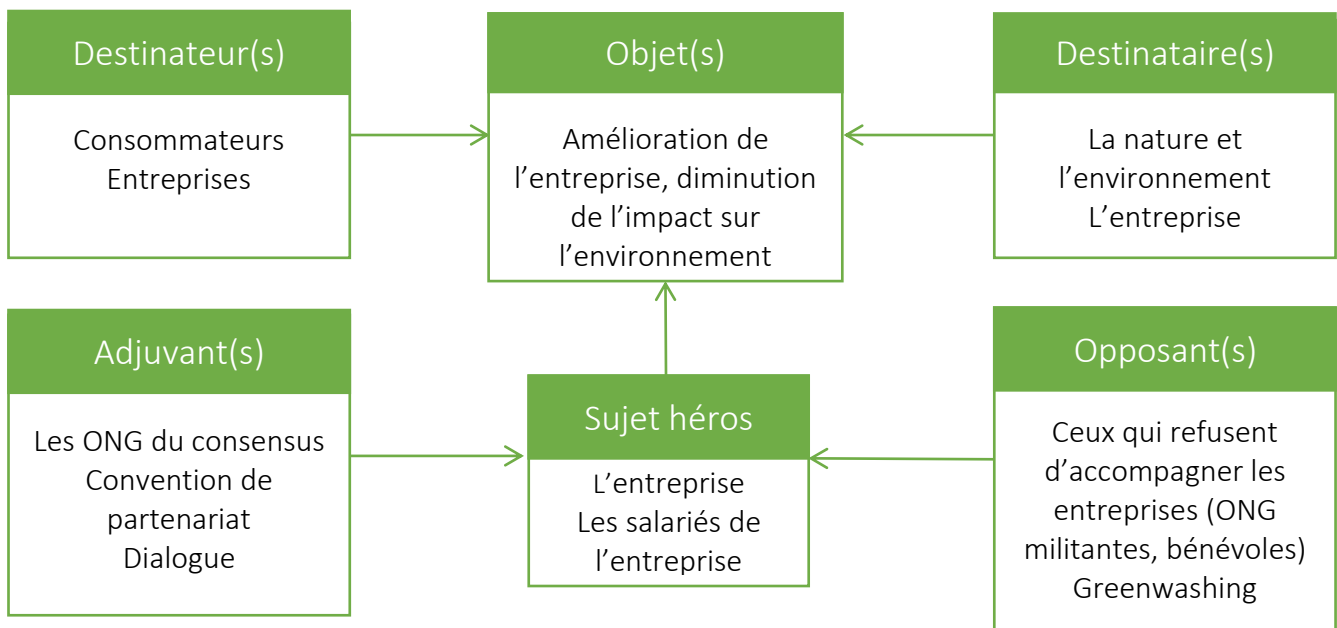 Destinateur(s)
Consommateurs
Entreprises
Objet(s)
Amélioration de
l’entreprise, diminution
de l’impact sur
l’environnement
Destinataire(s)
La nature et
l’environnement
L’entreprise
Adjuvant(s)
Les ONG du consensus
Convention de
partenariat
Dialogue
Sujet héros
L’entreprise
Les salariés de
l’entreprise
Opposant(s)
Ceux qui refusent
d’accompagner les
entreprises (ONG
militantes, bénévoles)
Greenwashing